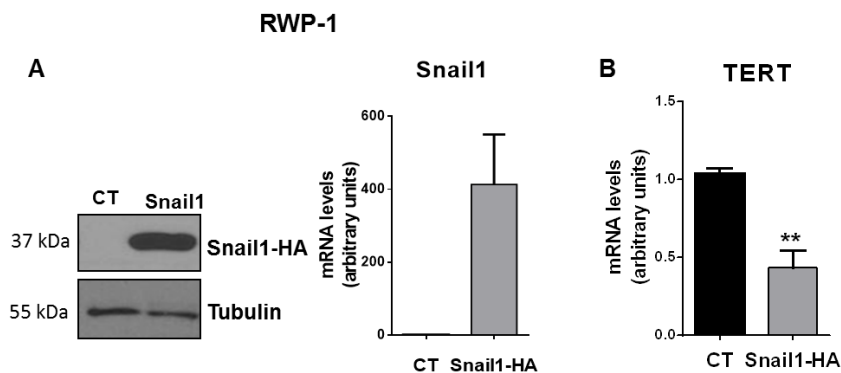 RWP-1
A
CT Snail1
37 kDa Snail1-HA
55 kDa Tubulin
Snail1
mRNA levels
(arbitrary units)
600
400
200
0
CT Snail1-HA
B
TERT
mRNA levels
(arbitrary units)
1.5
1.0
0.5
0.0
**
CT Snail1-HA